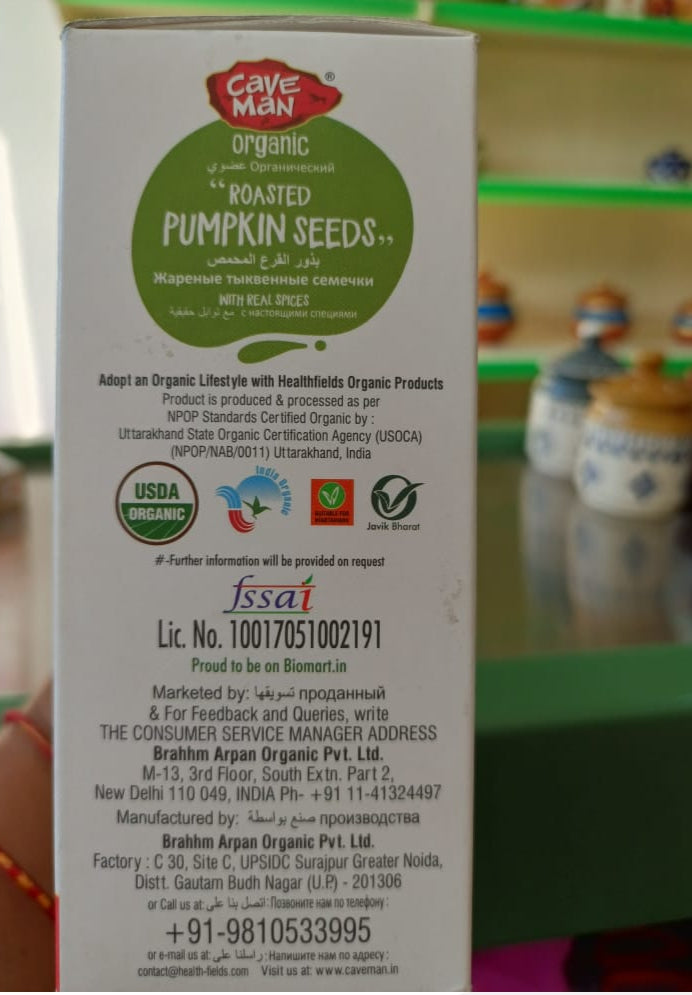 CAVE MAN ®
organic
عضوي Органический
“ROASTED
PUMPKIN SEEDS„
بذور القرع المحمص
Жареные тыквенные семечки
WITH REAL SPICES
مع توابل حقيقية с настоящими специями
Adopt an Organic Lifestyle with Healthfields Organic Products
Product is produced & processed as per
NPOP Standards Certified Organic by :
Uttarakhand State Organic Certification Agency (USOCA)
(NPOP/NAB/0011) Uttarakhand, India
USDA
ORGANIC
India Organic
SUITABLE FOR
VEGETARIANS
Javik Bharat
#-Further information will be provided on request
fssai
Lic. No. 10017051002191
Proud to be on Biomart.in
Marketed by: تسويقها проданный
& For Feedback and Queries, write
THE CONSUMER SERVICE MANAGER ADDRESS
Brahhm Arpan Organic Pvt. Ltd.
M-13, 3rd Floor, South Extn. Part 2,
New Delhi 110 049, INDIA Ph- +91 11-41324497
Manufactured by: صنع بواسطة производства
Brahhm Arpan Organic Pvt. Ltd.
Factory : C 30, Site C, UPSIDC Surajpur Greater Noida,
Distt. Gautam Budh Nagar (U.P.) - 201306
or Call us at: اتصل بنا على: Позвоните нам по телефону:
+91-9810533995
or e-mail us at: راسلنا على: Напишите нам по адресу:
contact@health-fields.com Visit us at: www.caveman.in